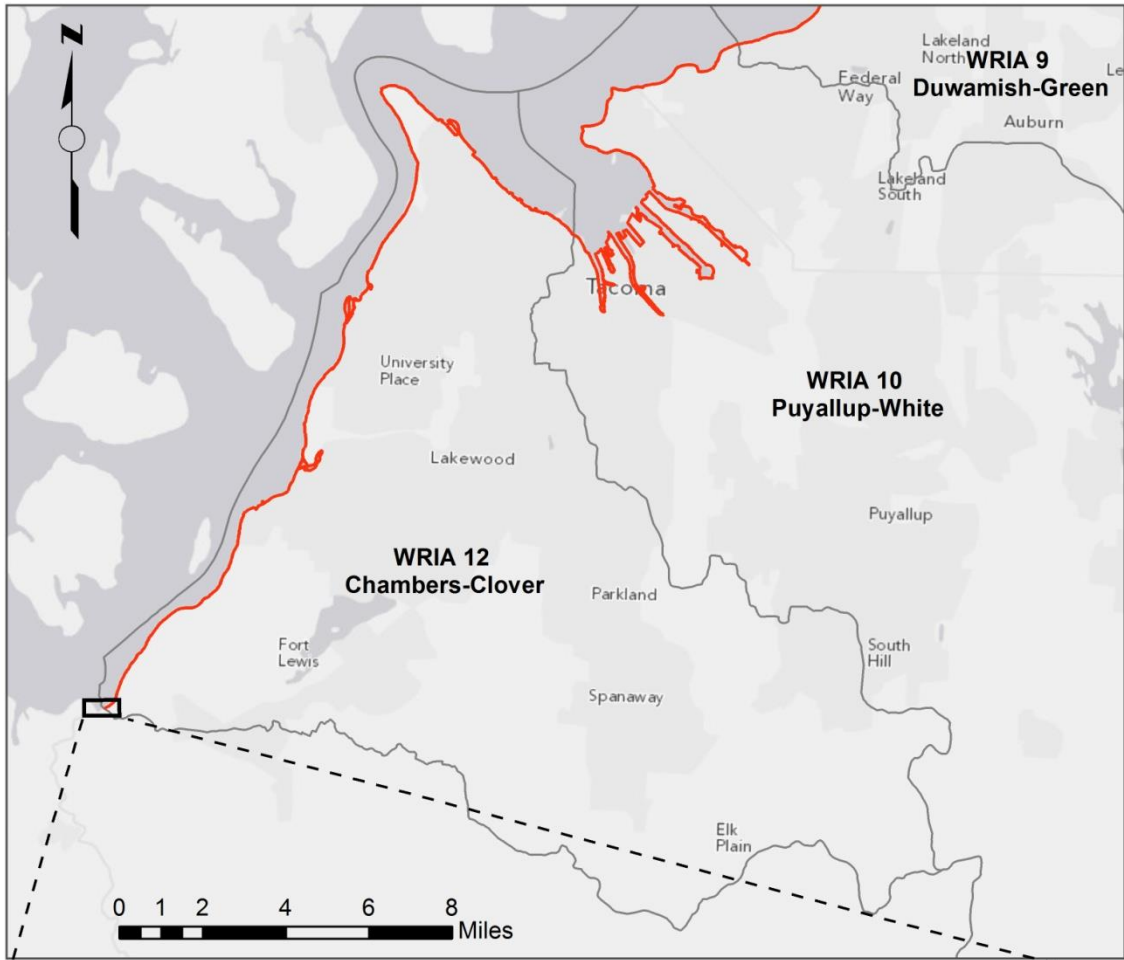 N
Lakeland
North
WRIA 9
Duwamish-Green
Le
Federal
Way
Auburn
Lakeland
South
Tacoma
University
Place
WRIA 10
Puyallup-White
Lakewood
Puyallup
WRIA 12
Chambers-Clover
Parkland
Fort
Lewis
South
Hill
Spanaway
Elk
Plain
0 1 2 4 6 8
Miles